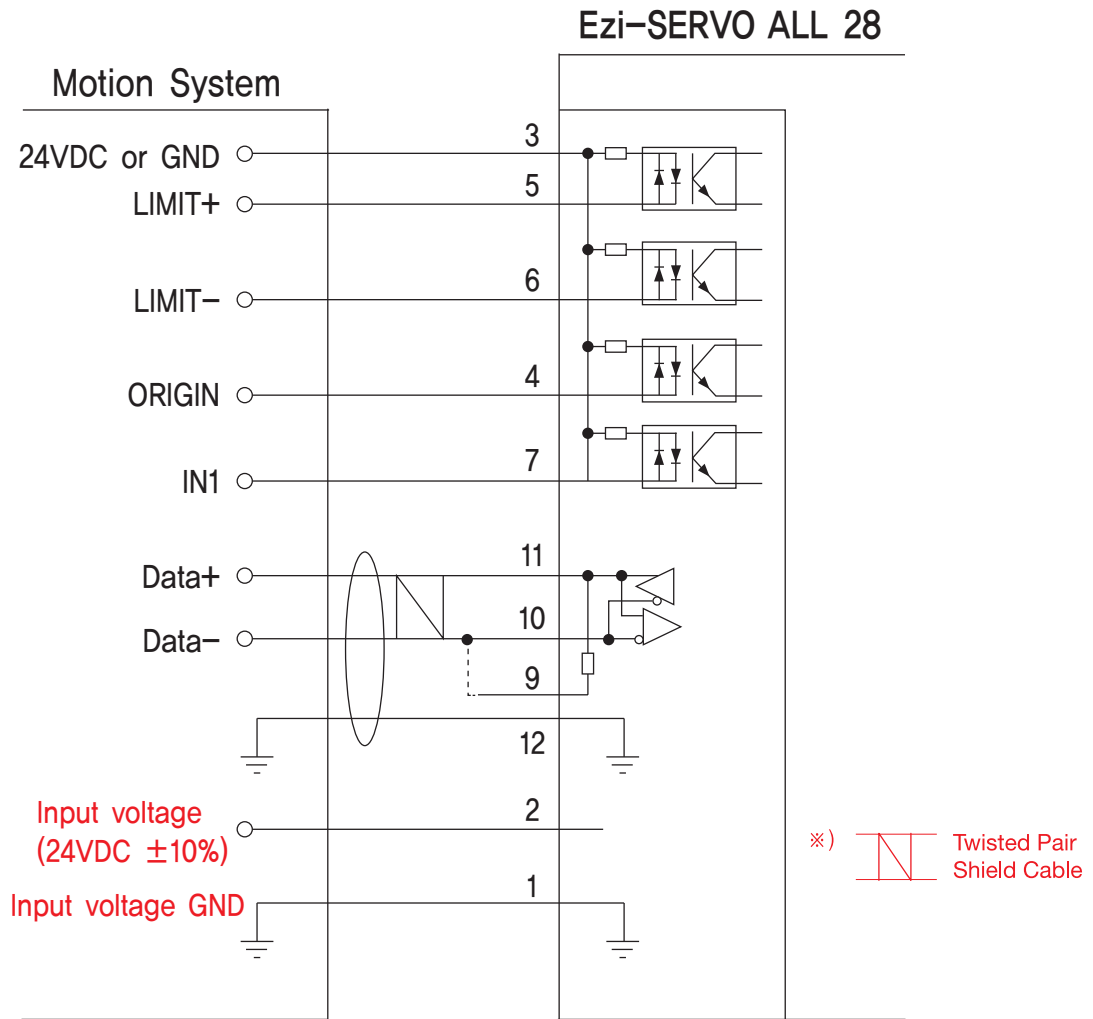 Ezi-SERVO ALL 28
Motion System
24VDC or GND
3
LIMIT+
5
LIMIT-
6
ORIGIN
4
IN1
7
Data+
11
Data-
10
9
12
Input voltage
(24VDC ±10%)
2
Input voltage GND
1
※)
Twisted Pair
Shield Cable